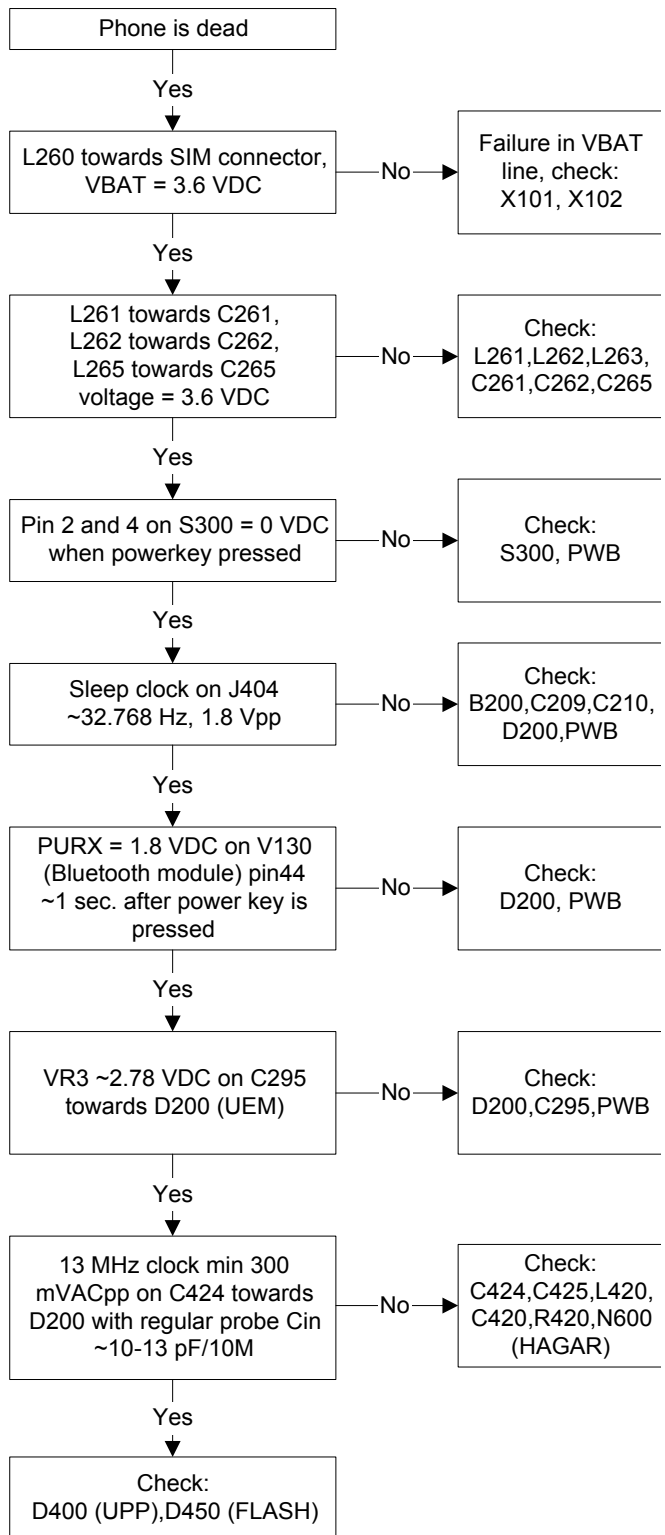 Phone is dead
Yes
L260 towards SIM connector,
VBAT = 3.6 VDC
No
Failure in VBAT
line, check:
X101, X102
Yes
L261 towards C261,
L262 towards C262,
L265 towards C265
voltage = 3.6 VDC
No
Check:
L261,L262,L263,
C261,C262,C265
Yes
Pin 2 and 4 on S300 = 0 VDC
when powerkey pressed
No
Check:
S300, PWB
Yes
Sleep clock on J404
~32.768 Hz, 1.8 Vpp
No
Check:
B200,C209,C210,
D200,PWB
Yes
PURX = 1.8 VDC on V130
(Bluetooth module) pin44
~1 sec. after power key is
pressed
No
Check:
D200, PWB
Yes
VR3 ~2.78 VDC on C295
towards D200 (UEM)
No
Check:
D200,C295,PWB
Yes
13 MHz clock min 300
mVACpp on C424 towards
D200 with regular probe Cin
~10-13 pF/10M
No
Check:
C424,C425,L420,
C420,R420,N600
(HAGAR)
Yes
Check:
D400 (UPP),D450 (FLASH)